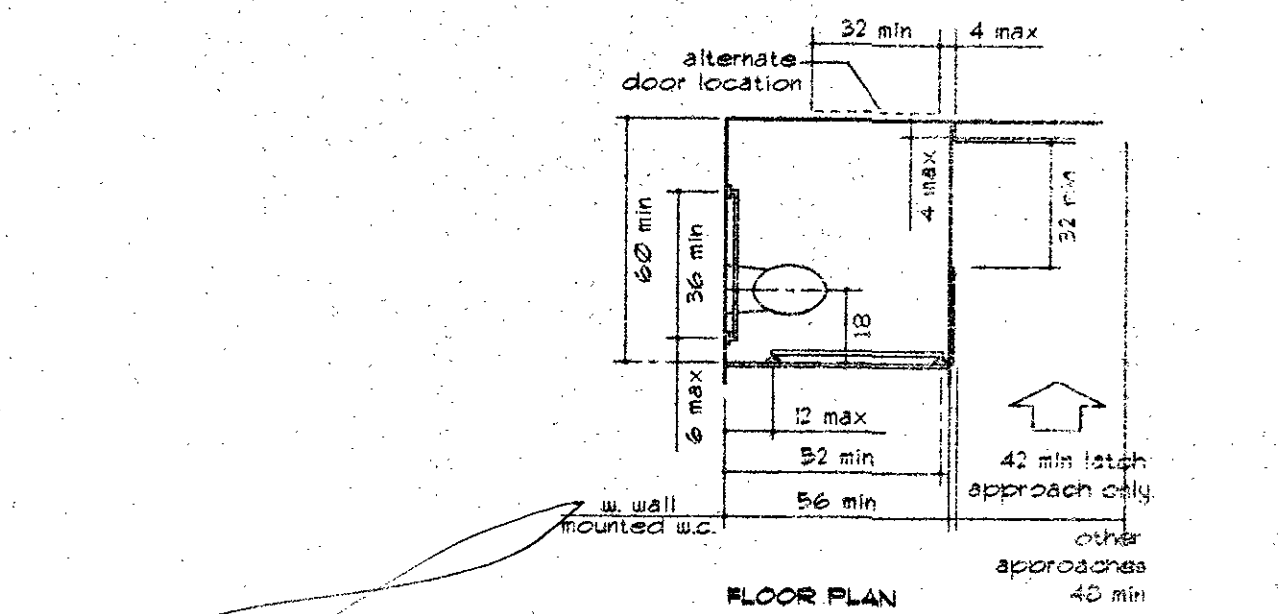 32 min
4 max
alternate
door location
4 max
32 min
60 min
36 min
18
6 max
12 max
52 min
56 min
42 min latch
approach only.
w. wall
mounted w.c.
other
approaches
48 min
FLOOR PLAN